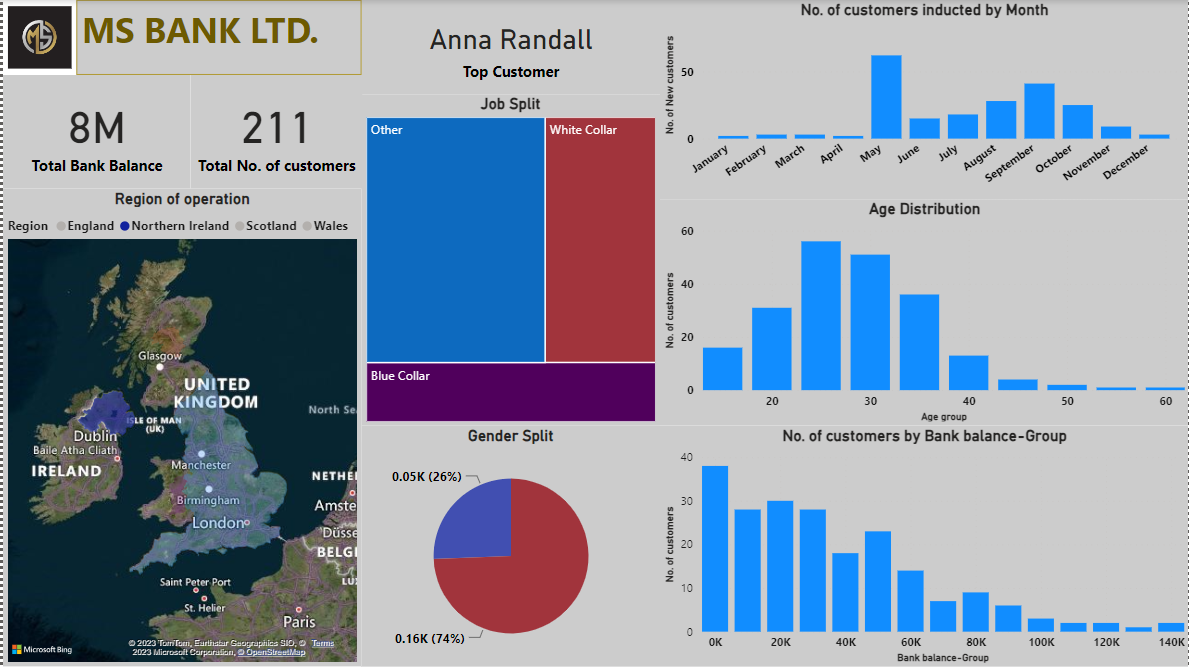 MS
MS BANK LTD.
8M
Total Bank Balance
211
Total No. of customers
Region of operation
Region England Northern Ireland Scotland Wales
Glasgow
UNITED
KINGDOM
North Se
ISLE OF MAN
(UK)
Dublin
Baile Atha Cliath
IRELAND
Manchester
Birmingham
London
NETHE
Amste
Düsse
BELGI
LU
Saint Peter Port
St. Helier
Paris
Microsoft Bing
© 2023 TomTom, Earthstar Geographics SIO, © Terms
2023 Microsoft Corporation, © OpenStreetMap
Anna Randall
Top Customer
Job Split
Other
White Collar
Blue Collar
Gender Split
0.05K (26%)
0.16K (74%)
No. of customers inducted by Month
No. of New customers
50
0
January
February
March
April
May
June
July
August
September
October
November
December
Age Distribution
No. of customers
60
40
20
0
20 30 40 50 60
Age group
No. of customers by Bank balance-Group
No. of customers
40
30
20
10
0
0K 20K 40K 60K 80K 100K 120K 140K
Bank balance-Group